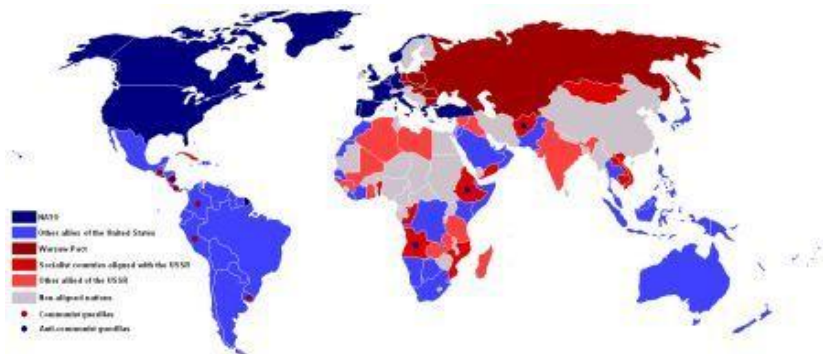 NATO
Other allies of the United States
Warsaw Pact
Socialist countries aligned with the USSR
Other allied of the USSR
Non-aligned nations
Communist guerillas
Anti-communist guerillas